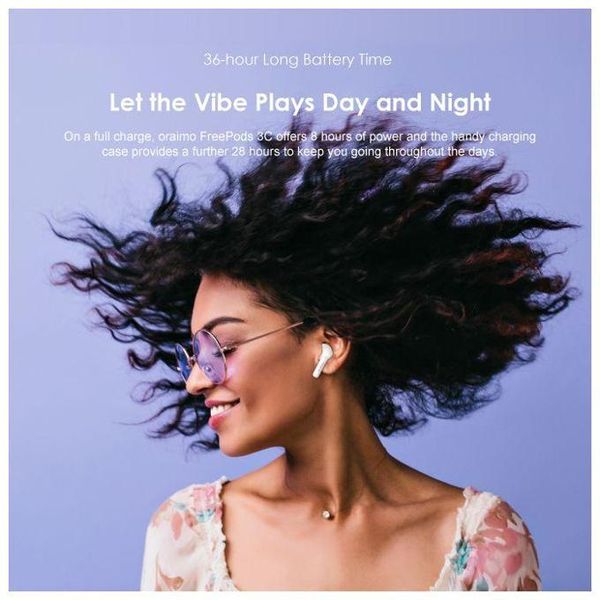 36-hour Long Battery Time
Let the Vibe Plays Day and Night
On a full charge, oraimo FreePods 3C offers 8 hours of power and the handy charging
case provides a further 28 hours to keep you going throughout the days.